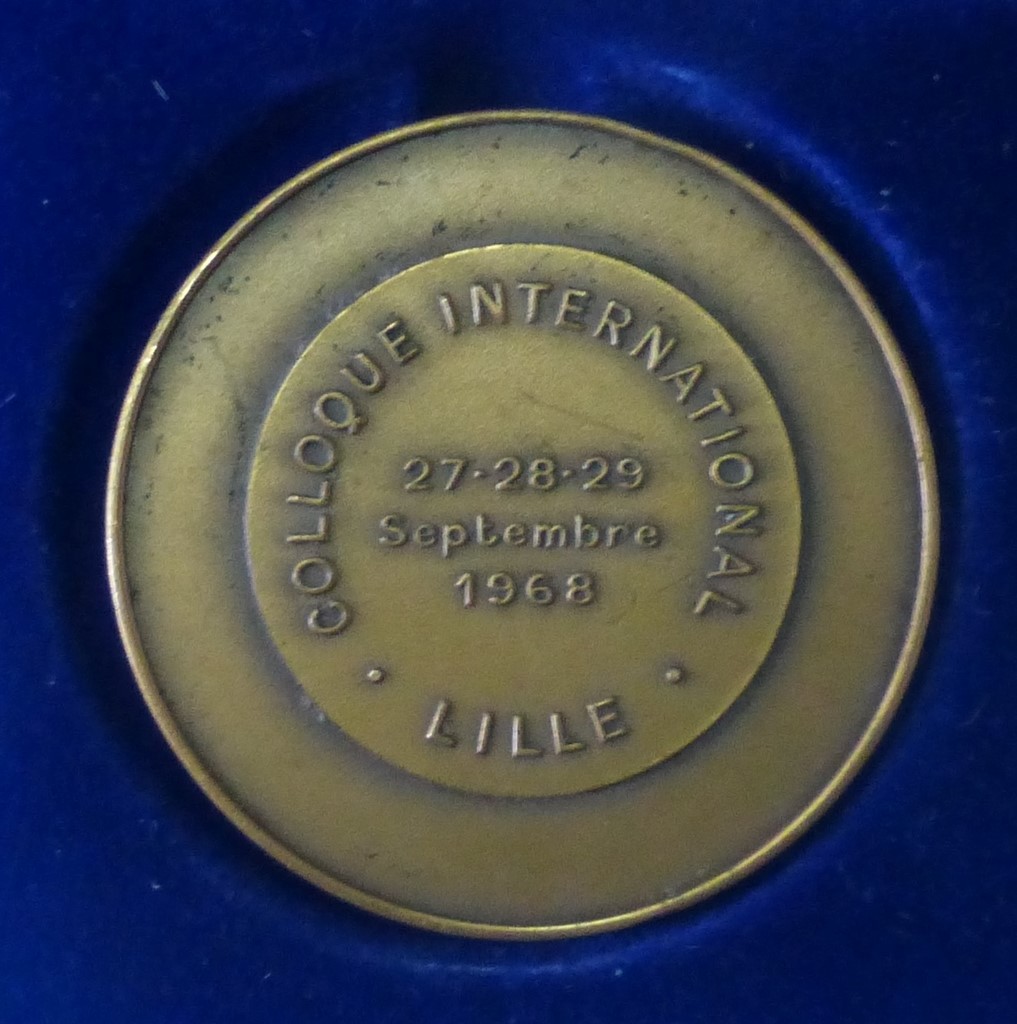 COLLOQUE INTERNATIONAL
27·28·29
Septembre
1968
· LILLE ·